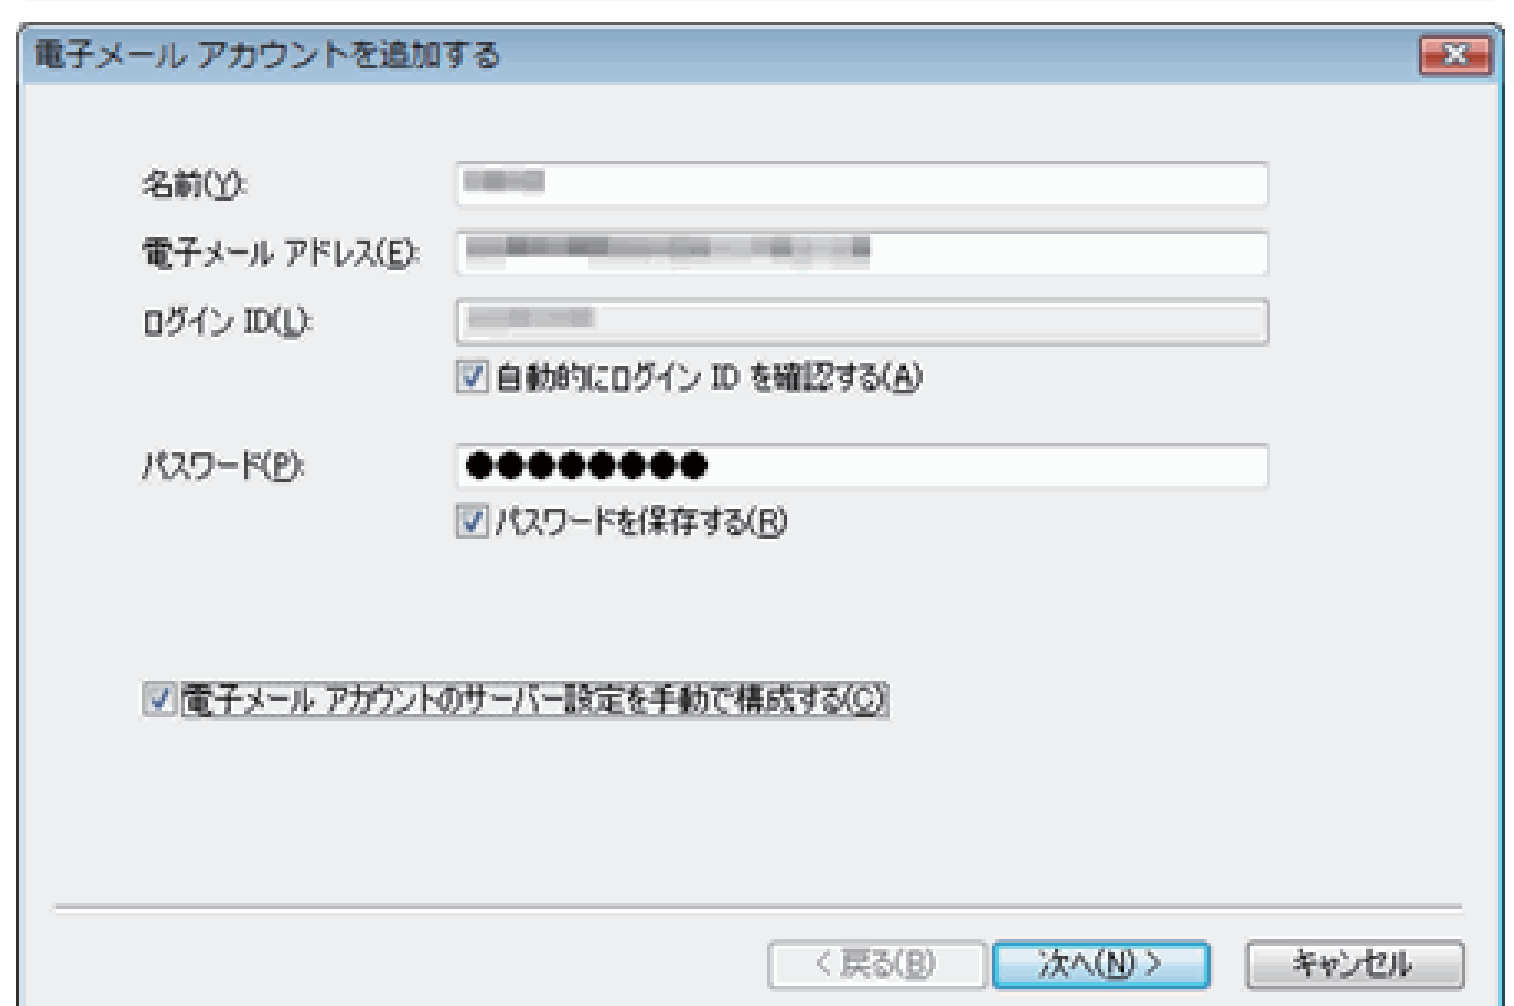 電子メール アカウントを追加する
名前(Y):
電子メール アドレス(E):
ログイン ID(L):
自動的にログイン ID を確認する(A)
パスワード(P): ●●●●●●●●
パスワードを保存する(R)
電子メール アカウントのサーバー設定を手動で構成する(C)
< 戻る(B) 次へ(N) > キャンセル